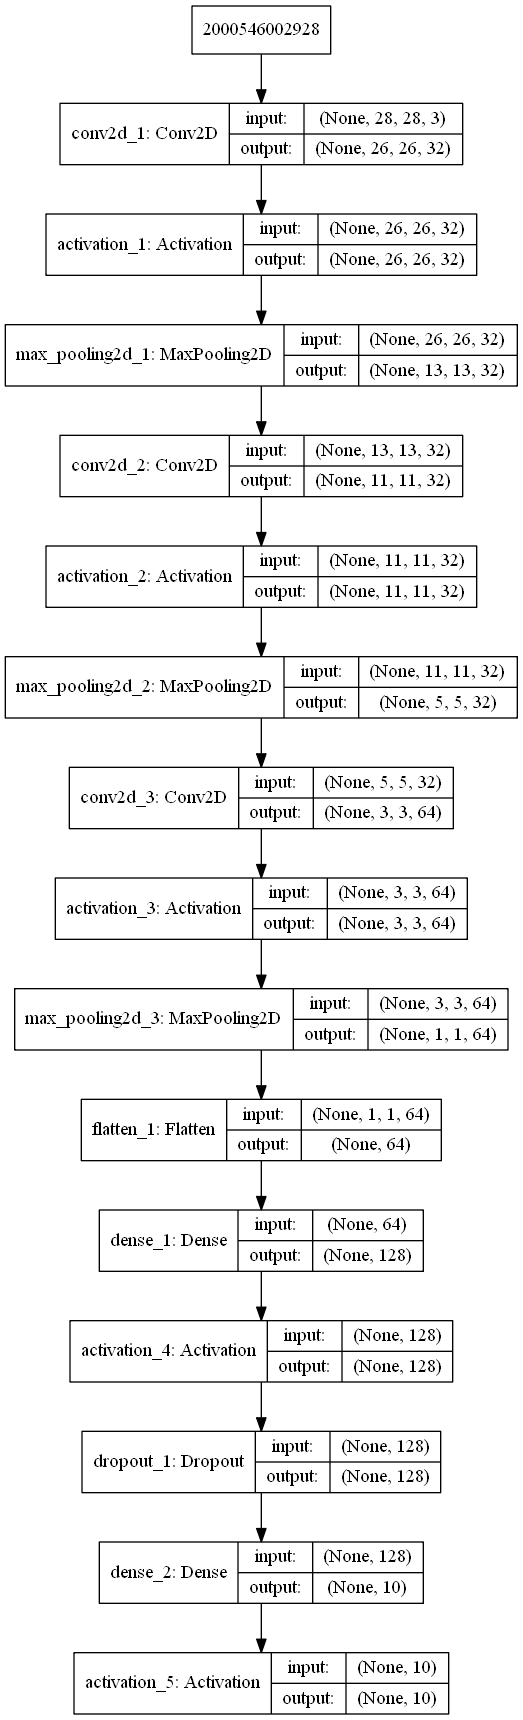 2000546002928
conv2d_1: Conv2D
input: (None, 28, 28, 3)
output: (None, 26, 26, 32)
activation_1: Activation
input: (None, 26, 26, 32)
output: (None, 26, 26, 32)
max_pooling2d_1: MaxPooling2D
input: (None, 26, 26, 32)
output: (None, 13, 13, 32)
conv2d_2: Conv2D
input: (None, 13, 13, 32)
output: (None, 11, 11, 32)
activation_2: Activation
input: (None, 11, 11, 32)
output: (None, 11, 11, 32)
max_pooling2d_2: MaxPooling2D
input: (None, 11, 11, 32)
output: (None, 5, 5, 32)
conv2d_3: Conv2D
input: (None, 5, 5, 32)
output: (None, 3, 3, 64)
activation_3: Activation
input: (None, 3, 3, 64)
output: (None, 3, 3, 64)
max_pooling2d_3: MaxPooling2D
input: (None, 3, 3, 64)
output: (None, 1, 1, 64)
flatten_1: Flatten
input: (None, 1, 1, 64)
output: (None, 64)
dense_1: Dense
input: (None, 64)
output: (None, 128)
activation_4: Activation
input: (None, 128)
output: (None, 128)
dropout_1: Dropout
input: (None, 128)
output: (None, 128)
dense_2: Dense
input: (None, 128)
output: (None, 10)
activation_5: Activation
input: (None, 10)
output: (None, 10)